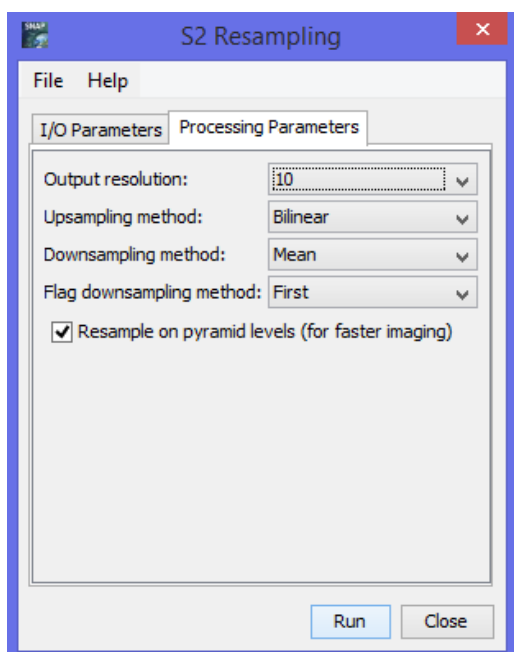 SNAP
S2 Resampling
File Help
I/O Parameters Processing Parameters
Output resolution: 10
Upsampling method: Bilinear
Downsampling method: Mean
Flag downsampling method: First
Resample on pyramid levels (for faster imaging)
Run Close